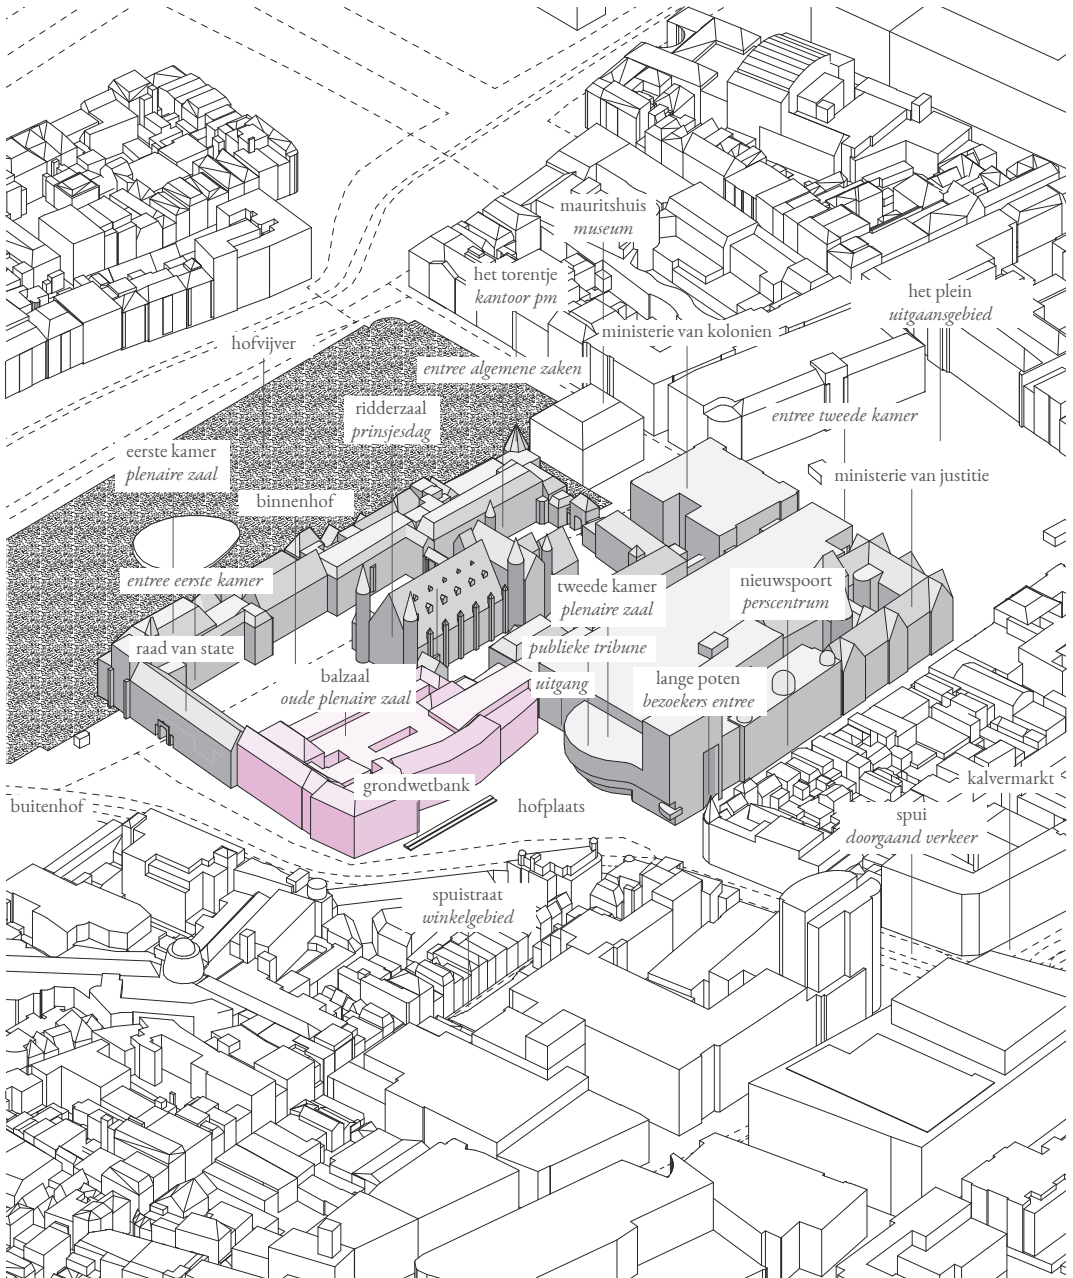 mauritshuis
museum
het torentje
kantoor pm
het plein
uitgaansgebied
ministerie van kolonien
hofvijver
entree algemene zaken
ridderzaal
prinsjesdag
entree tweede kamer
eerste kamer
plenaire zaal
ministerie van justitie
binnenhof
entree eerste kamer
tweede kamer
plenaire zaal
nieuwspoort
perscentrum
raad van state
publieke tribune
balzaal
oude plenaire zaal
uitgang
lange poten
bezoekers entree
grondwetbank
kalvermarkt
buitenhof
hofplaats
spui
doorgaand verkeer
spuistraat
winkelgebied